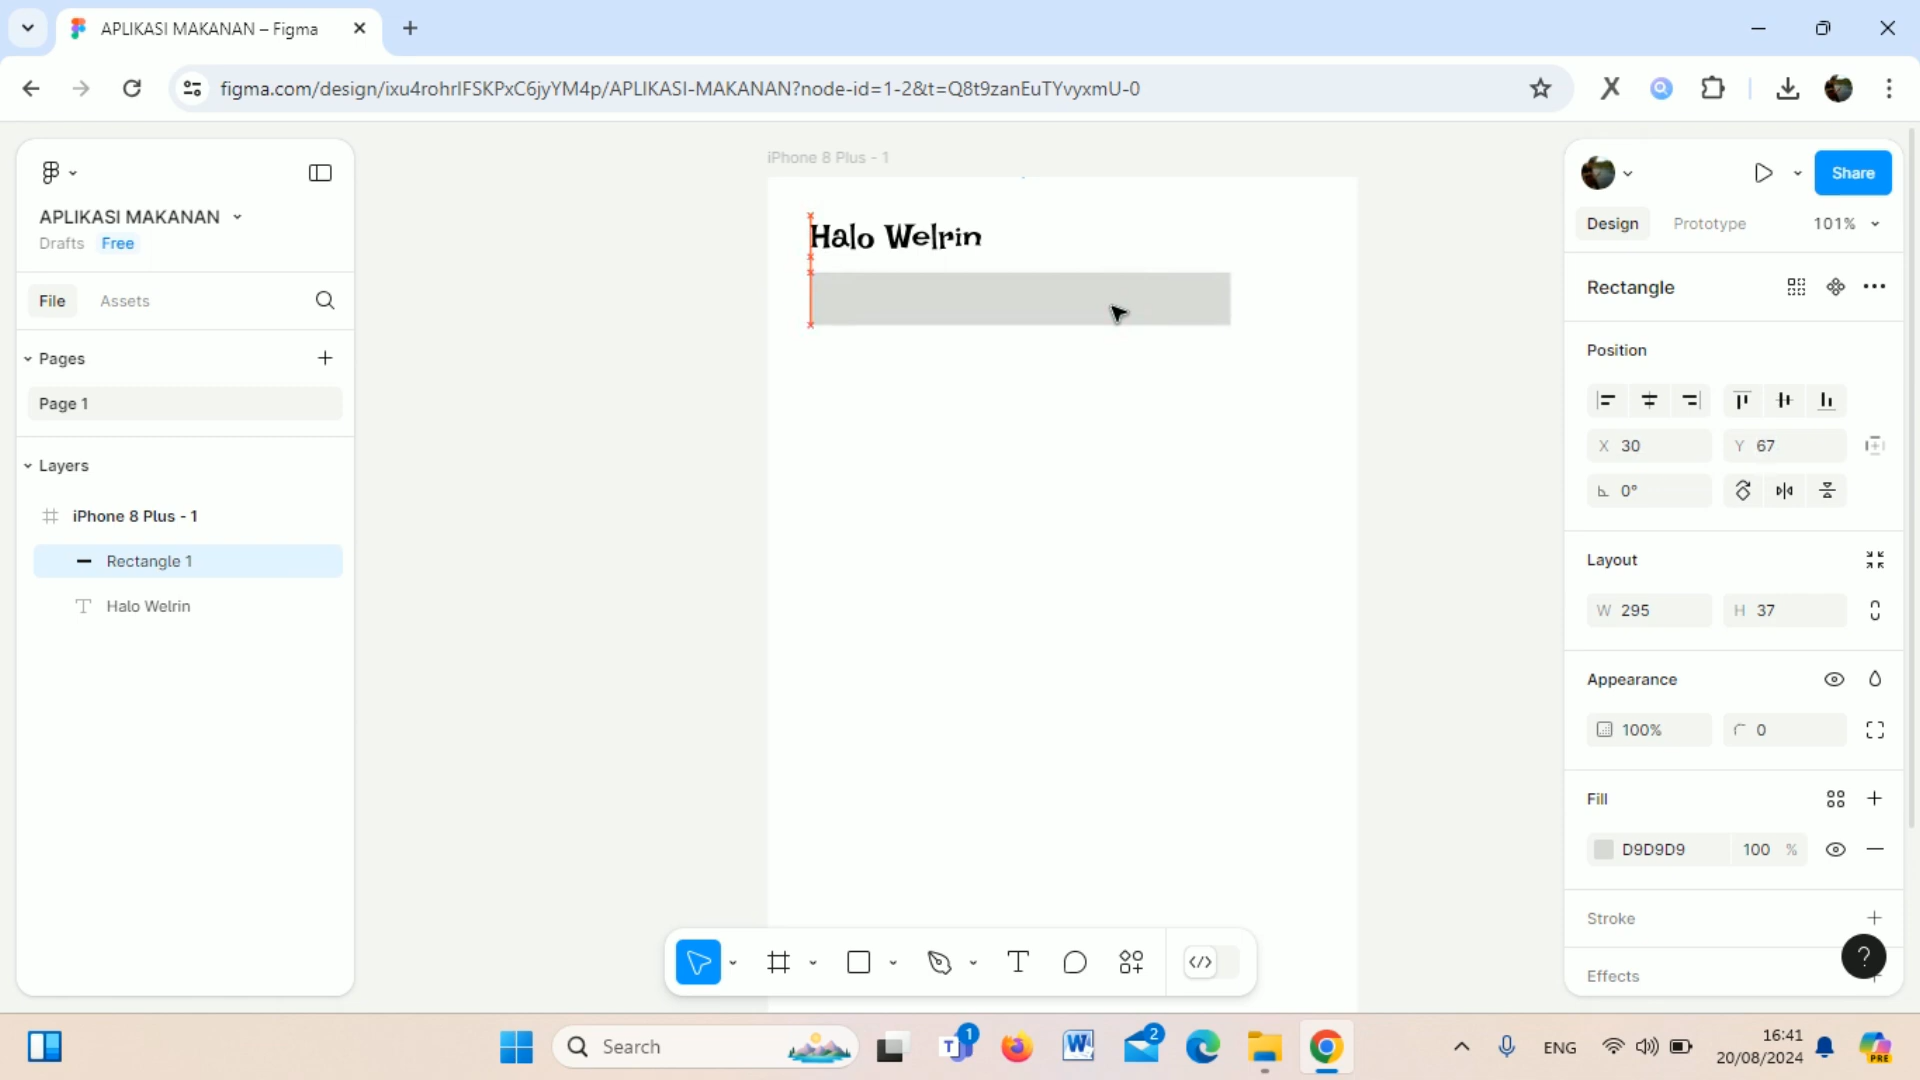 APLIKASI MAKANAN – Figma
figma.com/design/ixu4rohrIFSKPxC6jyYM4p/APLIKASI-MAKANAN?node-id=1-2&t=Q8t9zanEuTYvyxmU-0
APLIKASI MAKANAN
Drafts Free
File Assets
Pages
Page 1
Layers
iPhone 8 Plus - 1
Rectangle 1
Halo Welrin
iPhone 8 Plus - 1
Halo Welrin
Share
Design Prototype 101%
Rectangle
Position
X 30 Y 67
0°
Layout
W 295 H 37
Appearance
100% 0
Fill
D9D9D9 100 %
Stroke
?
Effects
Search
1
2
ENG
16:41
20/08/2024
PRE